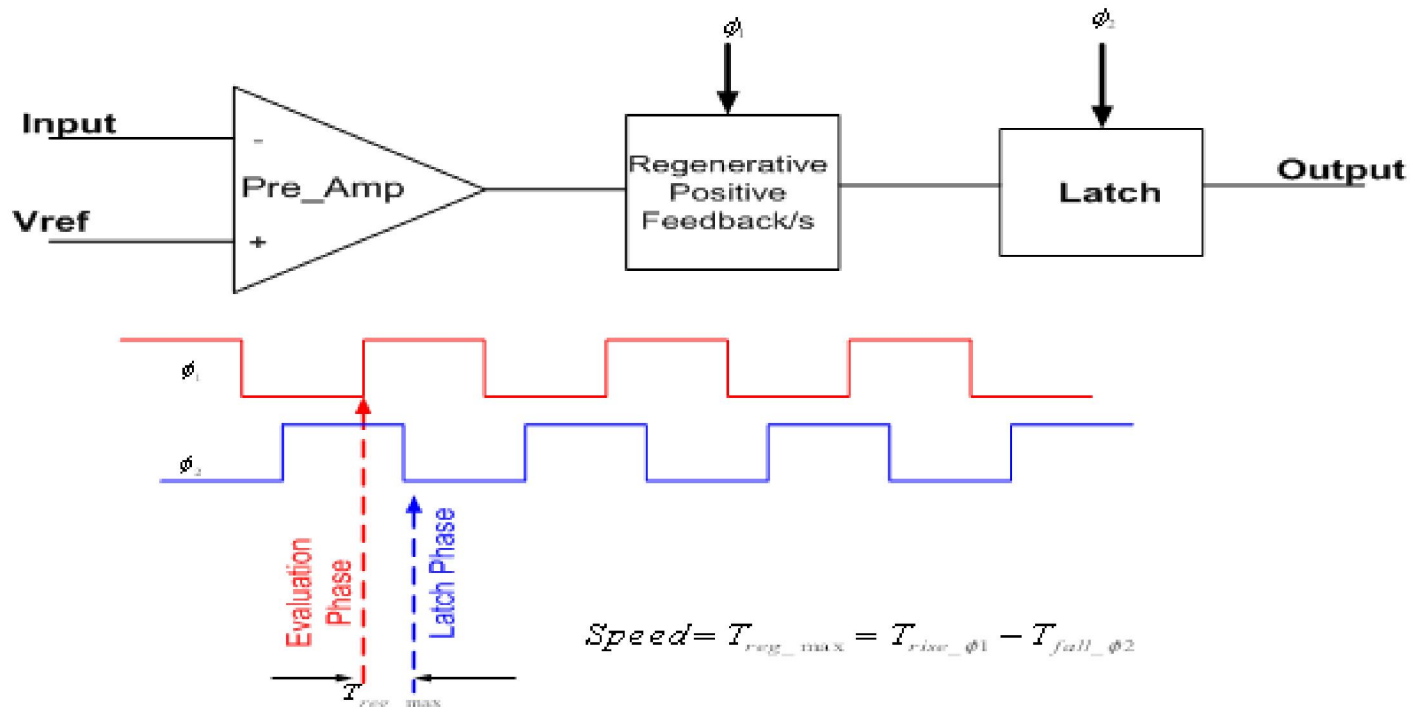 ϕ₁
ϕ₂
Input
-
Pre_Amp
Vref
+
Regenerative
Positive
Feedback/s
Latch
Output
ϕ₁
ϕ₂
Evaluation
Phase
Latch Phase
T_reg_max
Speed = T_reg_max = T_rise_ϕ1 − T_fall_ϕ2